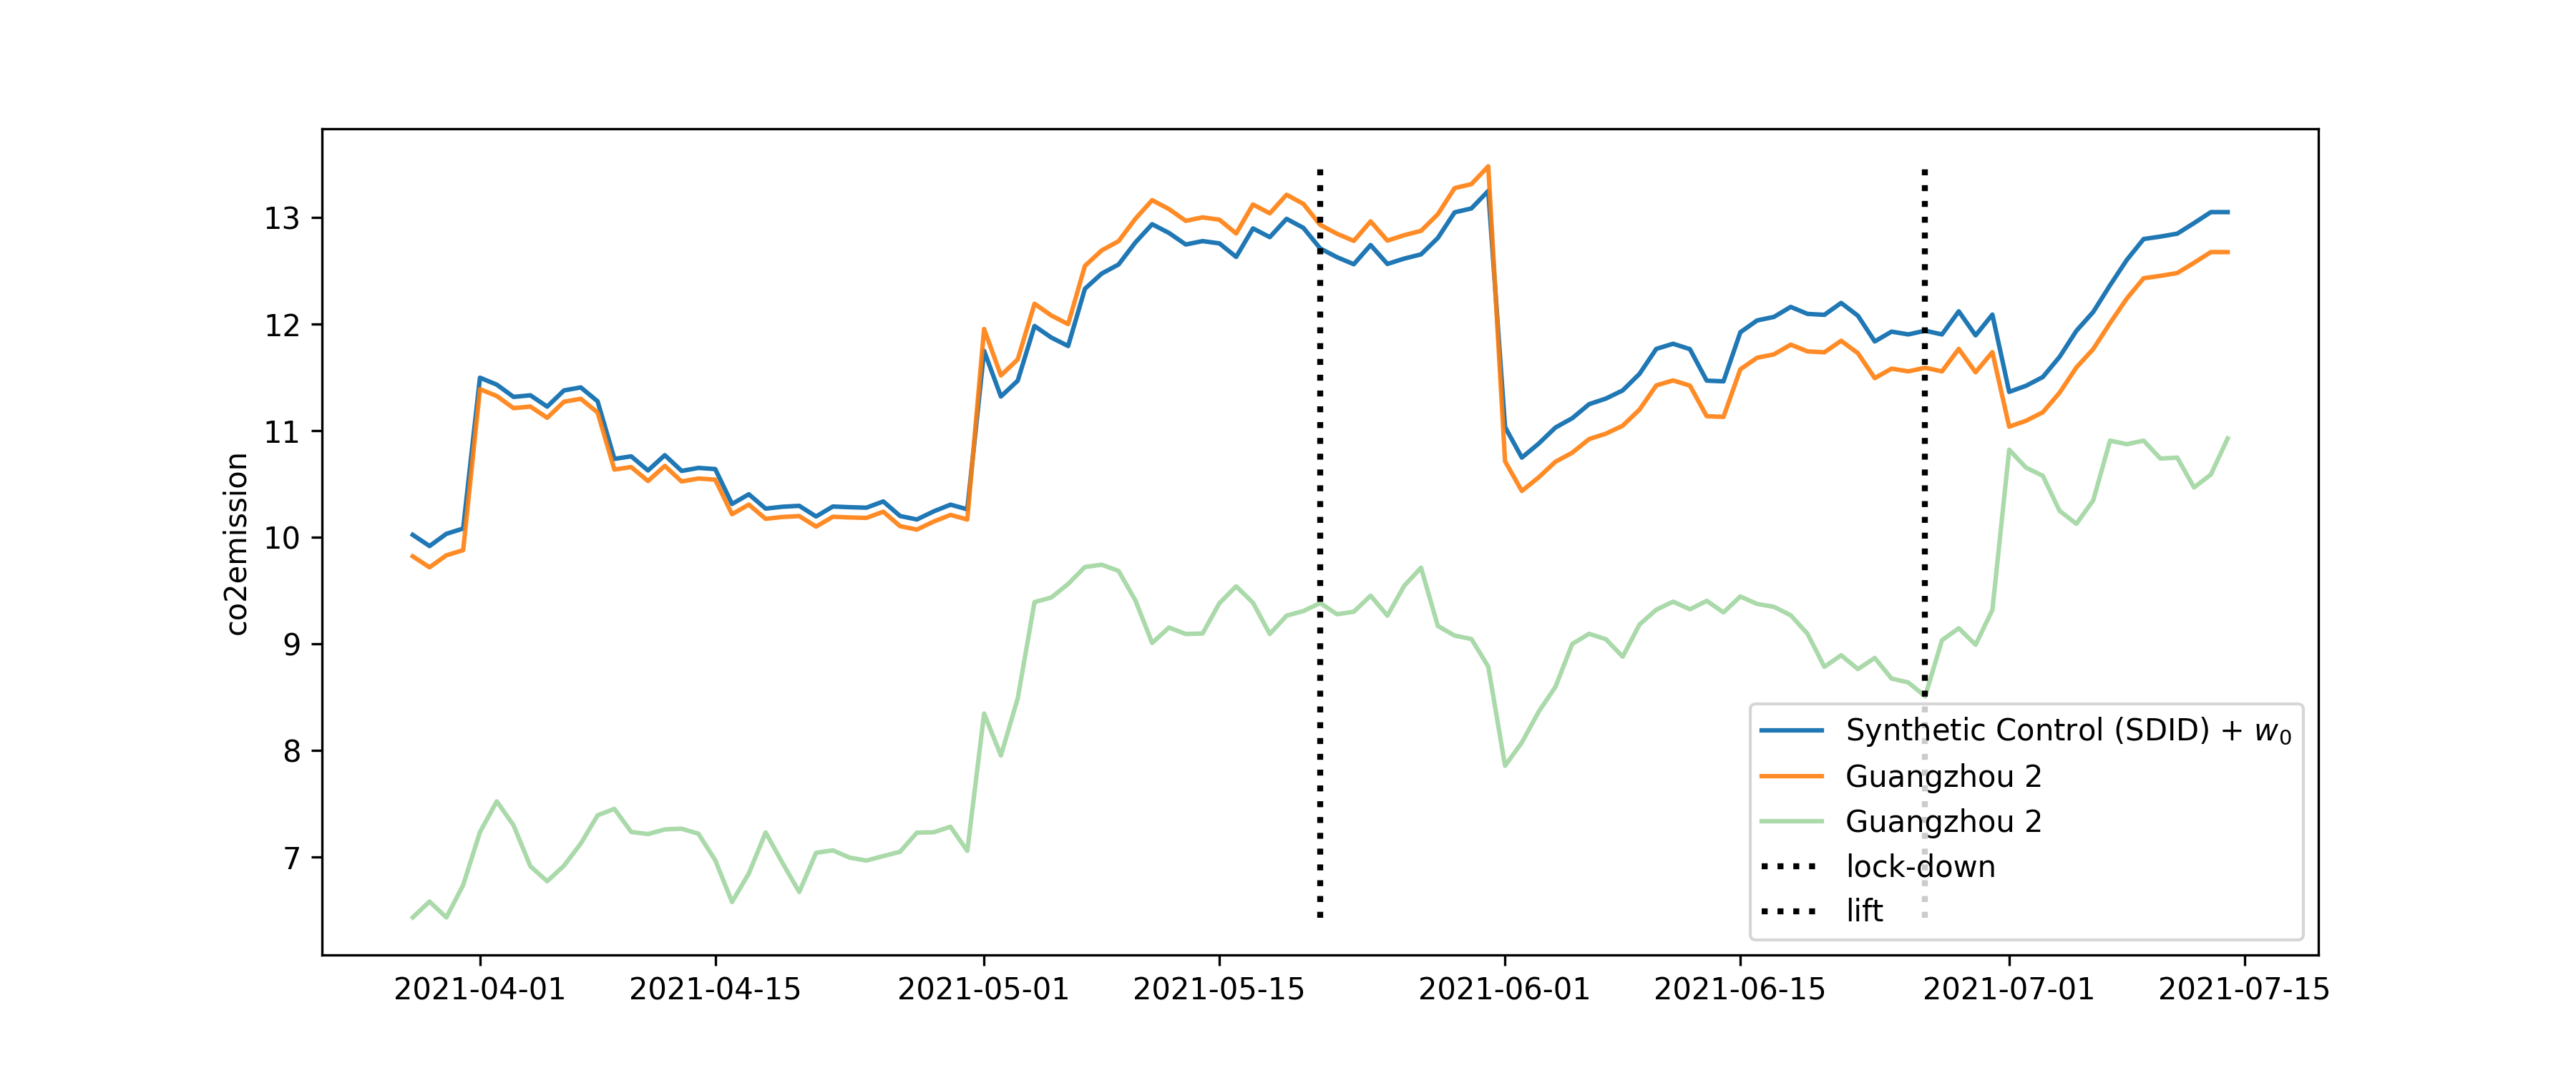 co2emission
13
12
11
10
9
8
7
2021-04-01 2021-04-15 2021-05-01 2021-05-15 2021-06-01 2021-06-15 2021-07-01 2021-07-15
Synthetic Control (SDID) + w₀
Guangzhou 2
Guangzhou 2
lock-down
lift